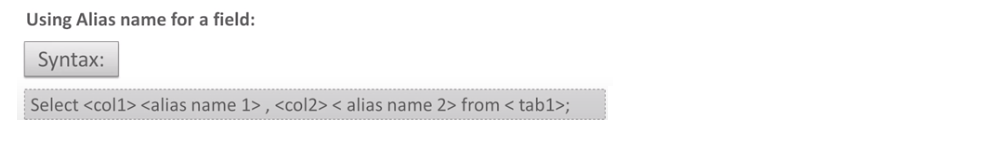 Using Alias name for a field:
Syntax:
Select <col1> <alias name 1> , <col2> < alias name 2> from < tab1>;